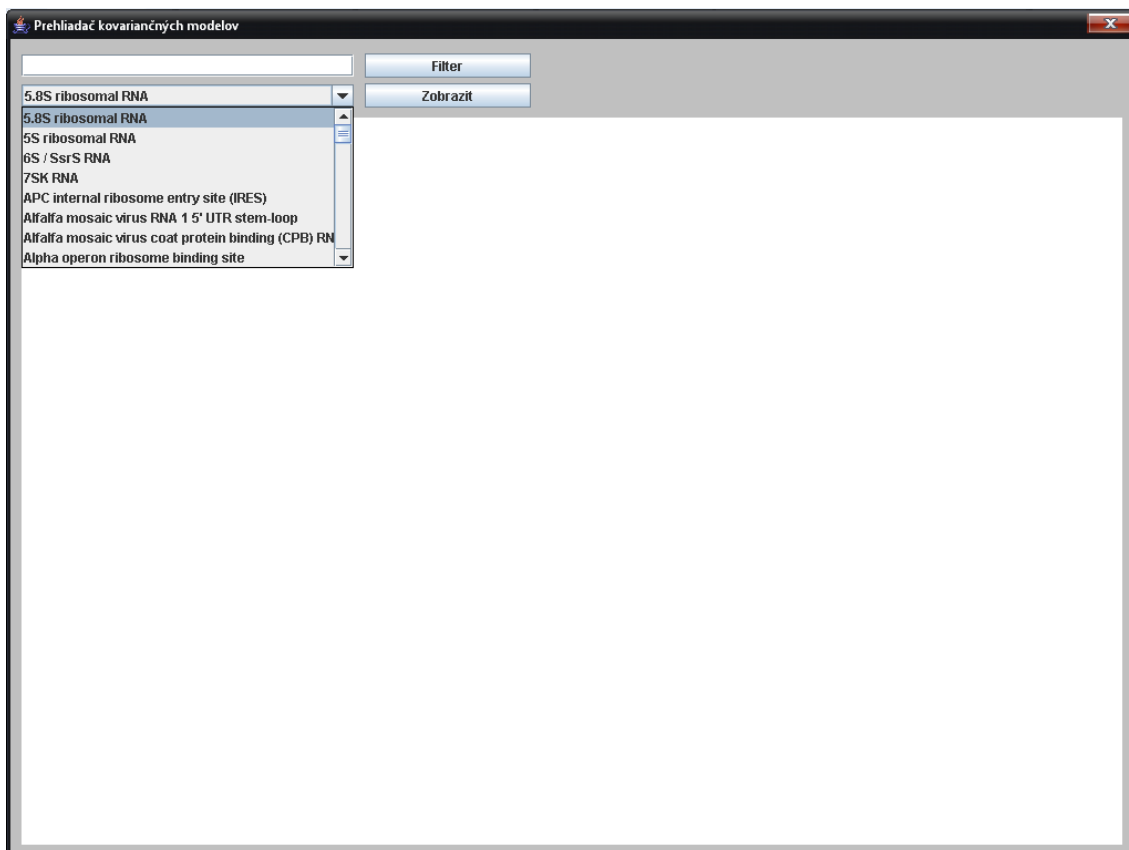 Prehliadač kovariančných modelov
Filter
5.8S ribosomal RNA
Zobrazit
5.8S ribosomal RNA
5S ribosomal RNA
6S / SsrS RNA
7SK RNA
APC internal ribosome entry site (IRES)
Alfalfa mosaic virus RNA 1 5' UTR stem-loop
Alfalfa mosaic virus coat protein binding (CPB) RN
Alpha operon ribosome binding site